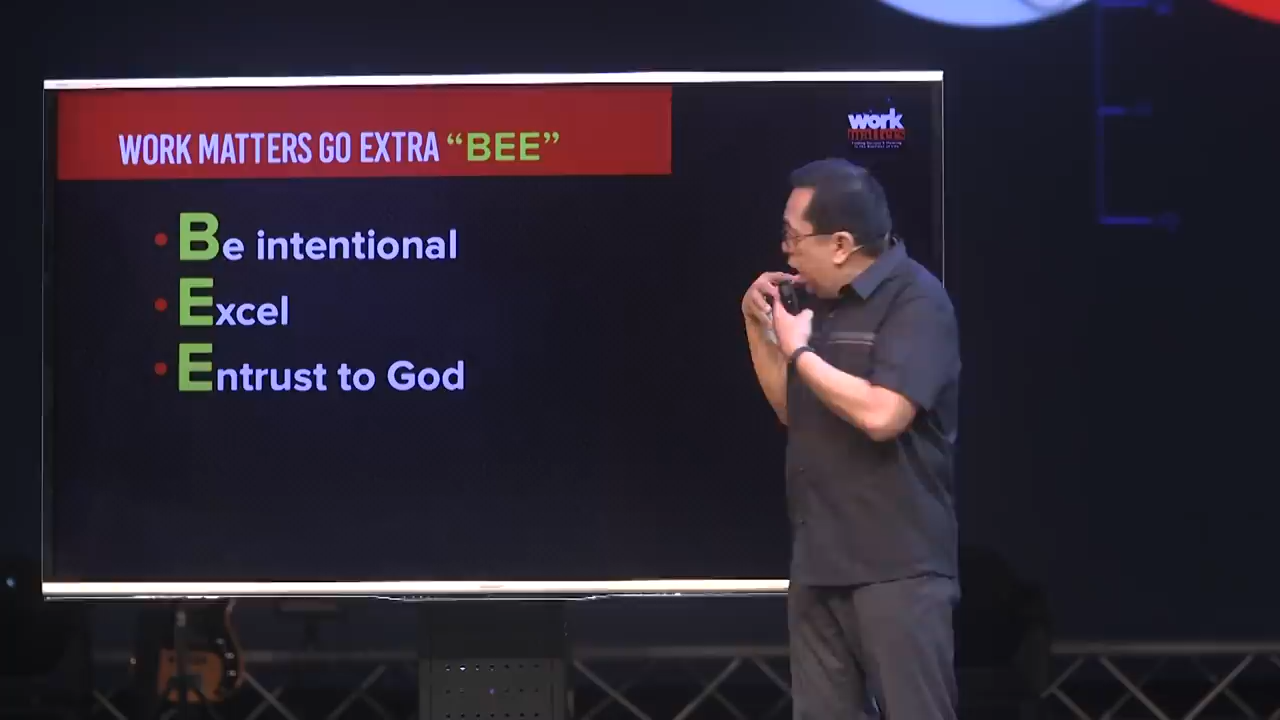 WORK MATTERS GO EXTRA “BEE”
work
matters
• Be intentional
• Excel
• Entrust to God